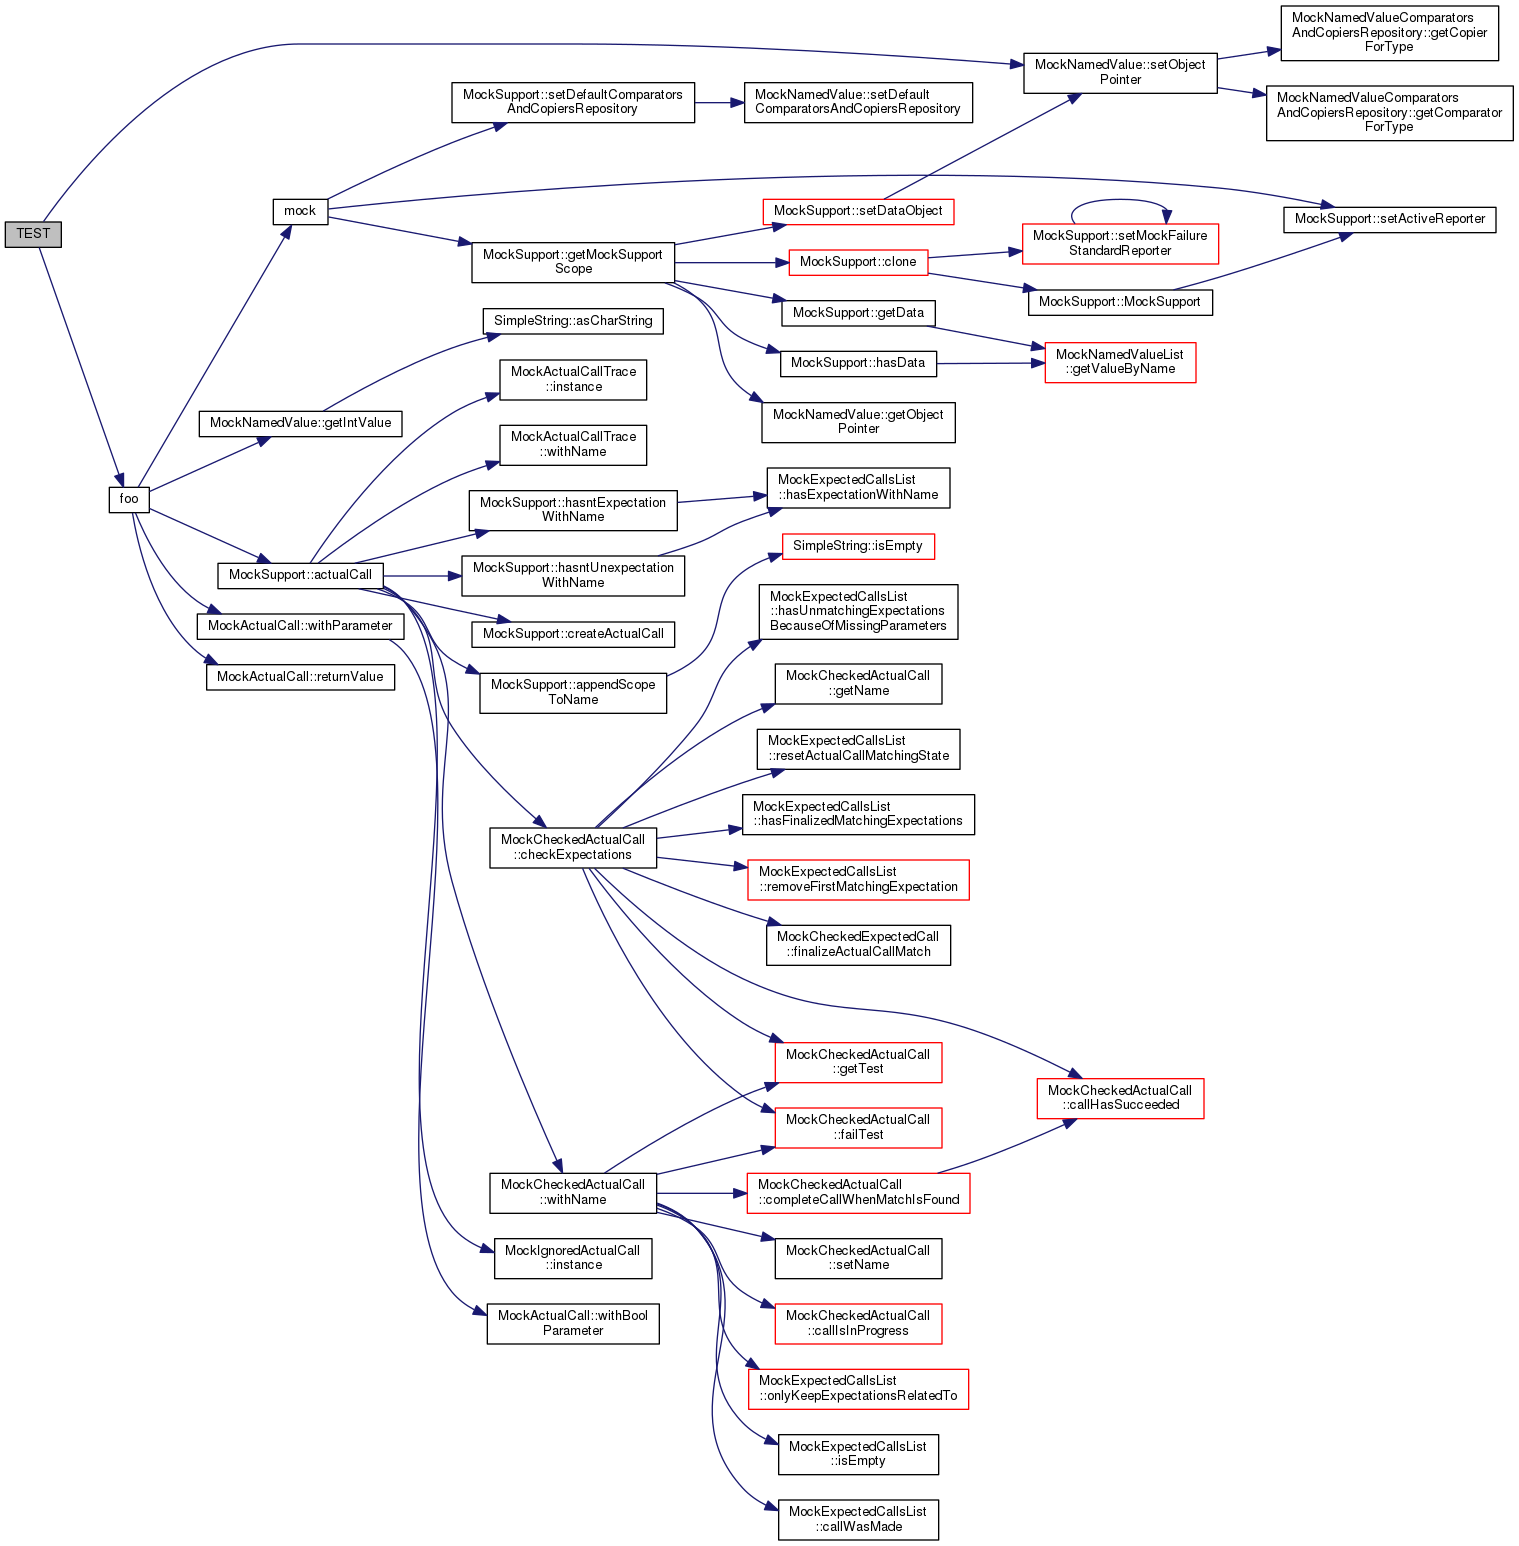 MockNamedValueComparators
AndCopiersRepository::getCopier
ForType
MockNamedValue::setObject
Pointer
MockSupport::setDefaultComparators
AndCopiersRepository
MockNamedValue::setDefault
ComparatorsAndCopiersRepository
MockNamedValueComparators
AndCopiersRepository::getComparator
ForType
mock
MockSupport::setDataObject
MockSupport::setActiveReporter
TEST
MockSupport::setMockFailure
StandardReporter
MockSupport::getMockSupport
Scope
MockSupport::clone
MockSupport::MockSupport
MockSupport::getData
SimpleString::asCharString
MockSupport::hasData
MockNamedValueList
::getValueByName
MockActualCallTrace
::instance
MockNamedValue::getObject
Pointer
MockNamedValue::getIntValue
MockActualCallTrace
::withName
MockExpectedCallsList
::hasExpectationWithName
foo
MockSupport::hasntExpectation
WithName
SimpleString::isEmpty
MockSupport::actualCall
MockSupport::hasntUnexpectation
WithName
MockExpectedCallsList
::hasUnmatchingExpectations
BecauseOfMissingParameters
MockActualCall::withParameter
MockSupport::createActualCall
MockActualCall::returnValue
MockSupport::appendScope
ToName
MockCheckedActualCall
::getName
MockExpectedCallsList
::resetActualCallMatchingState
MockExpectedCallsList
::hasFinalizedMatchingExpectations
MockCheckedActualCall
::checkExpectations
MockExpectedCallsList
::removeFirstMatchingExpectation
MockCheckedExpectedCall
::finalizeActualCallMatch
MockCheckedActualCall
::getTest
MockCheckedActualCall
::callHasSucceeded
MockCheckedActualCall
::failTest
MockCheckedActualCall
::withName
MockCheckedActualCall
::completeCallWhenMatchIsFound
MockIgnoredActualCall
::instance
MockCheckedActualCall
::setName
MockActualCall::withBool
Parameter
MockCheckedActualCall
::callIsInProgress
MockExpectedCallsList
::onlyKeepExpectationsRelatedTo
MockExpectedCallsList
::isEmpty
MockExpectedCallsList
::callWasMade